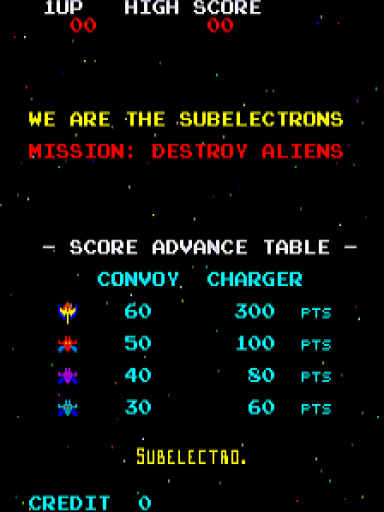 1UP HIGH SCORE
00 00
WE ARE THE SUBELECTRONS
MISSION: DESTROY ALIENS
- SCORE ADVANCE TABLE -
CONVOY CHARGER
60 300 PTS
50 100 PTS
40 80 PTS
30 60 PTS
SUBELECTRO.
CREDIT 0